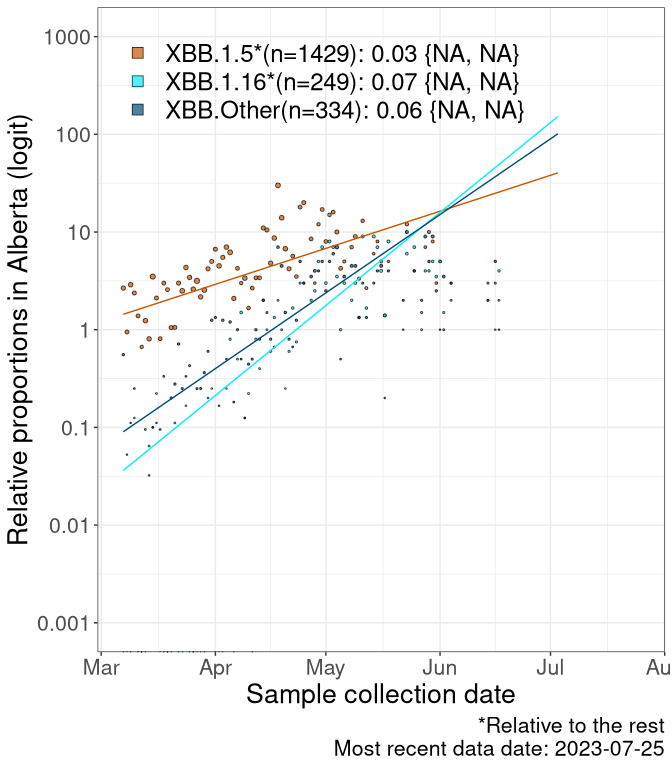 Relative proportions in Alberta (logit)
1000
100
10
1
0.1
0.01
0.001
XBB.1.5*(n=1429): 0.03 {NA, NA}
XBB.1.16*(n=249): 0.07 {NA, NA}
XBB.Other(n=334): 0.06 {NA, NA}
Mar Apr May Jun Jul Au
Sample collection date
*Relative to the rest
Most recent data date: 2023-07-25